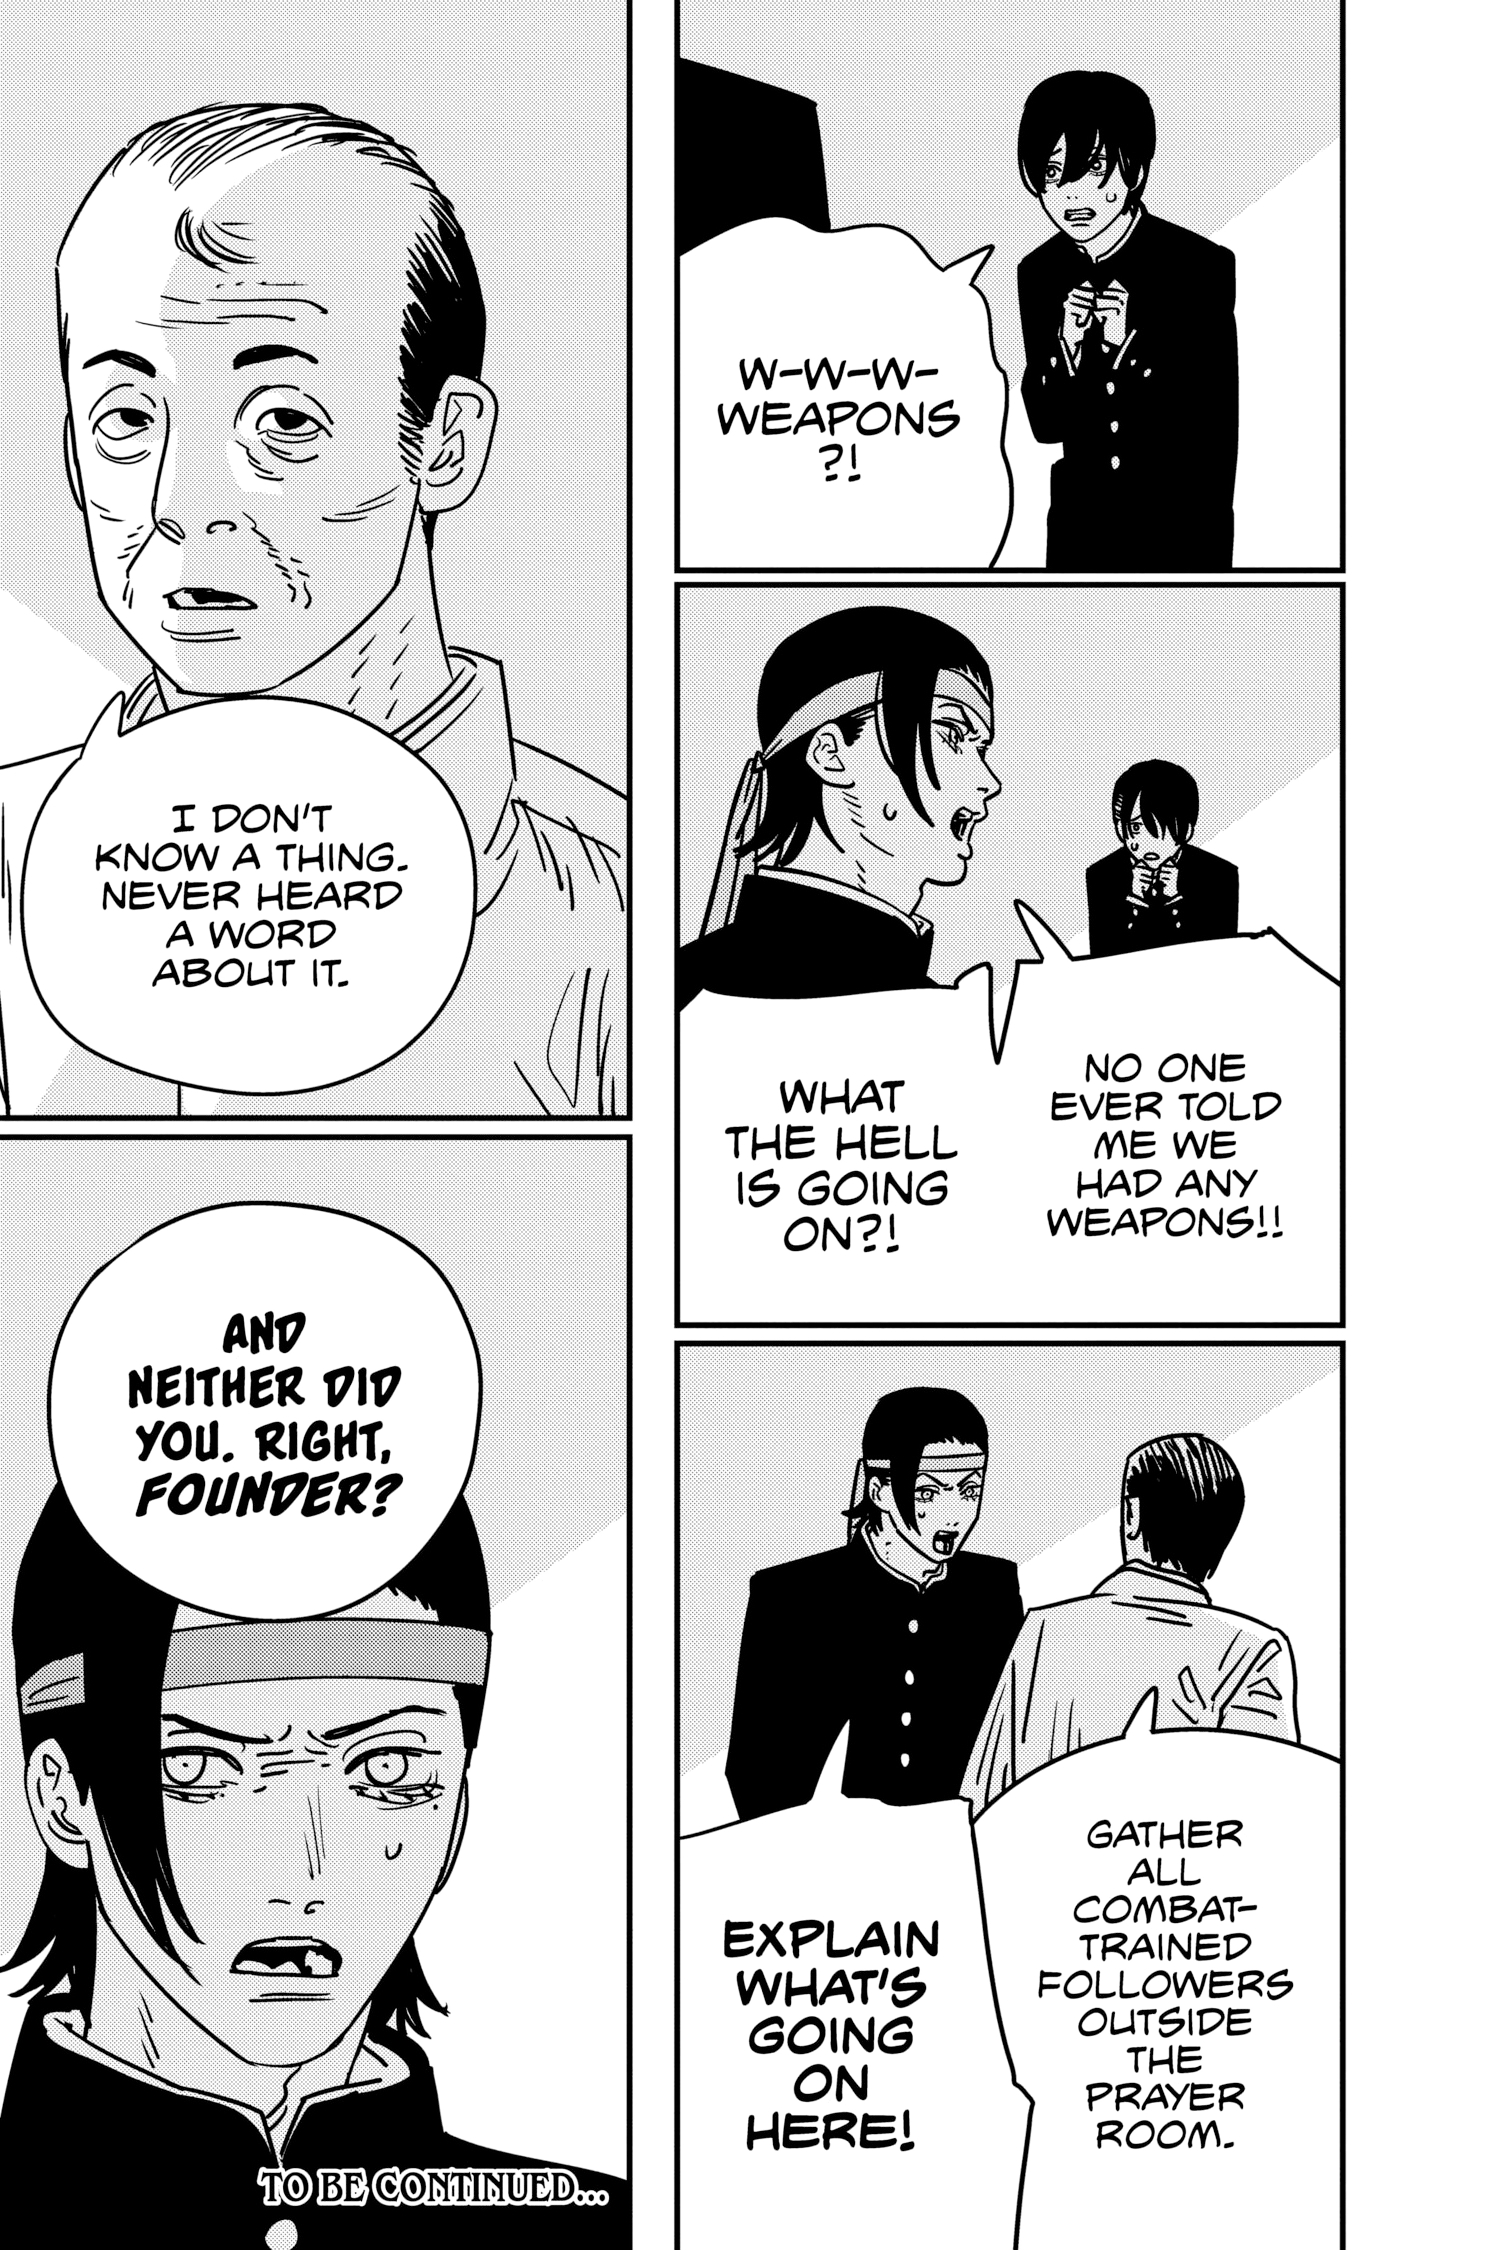 W-W-W-
WEAPONS
?!
NO ONE
EVER TOLD
ME WE
HAD ANY
WEAPONS!!
WHAT
THE HELL
IS GOING
ON?!
GATHER
ALL
COMBAT-
TRAINED
FOLLOWERS
OUTSIDE
THE
PRAYER
ROOM.
EXPLAIN
WHAT'S
GOING
ON
HERE!
I DON'T
KNOW A THING.
NEVER HEARD
A WORD
ABOUT IT.
AND
NEITHER DID
YOU. RIGHT,
FOUNDER?
TO BE CONTINUED...